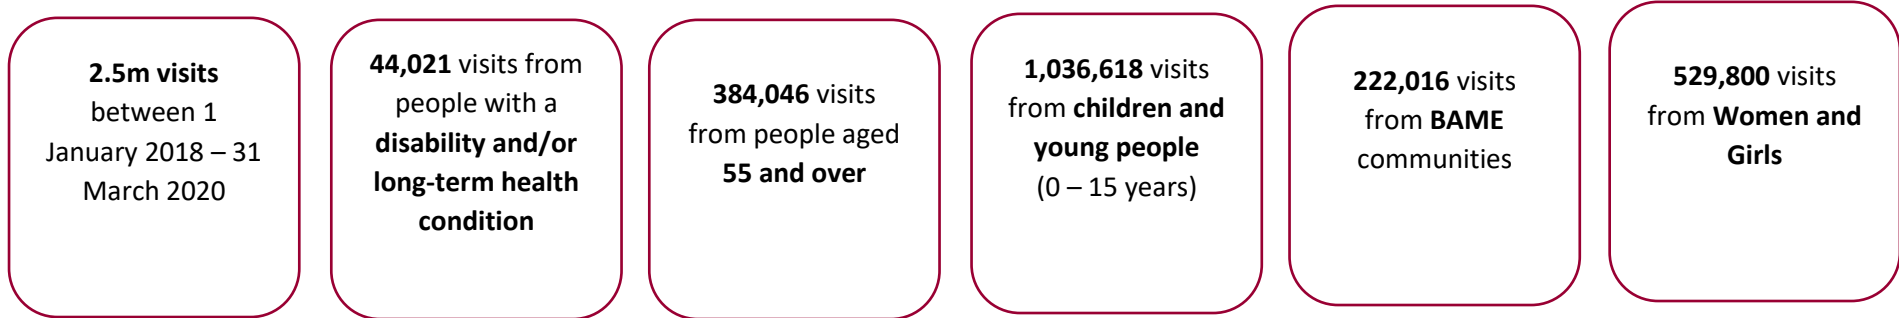 2.5m visits
between 1
January 2018 – 31
March 2020
44,021 visits from
people with a
disability and/or
long-term health
condition
384,046 visits
from people aged
55 and over
1,036,618 visits
from children and
young people
(0 – 15 years)
222,016 visits
from BAME
communities
529,800 visits
from Women and
Girls